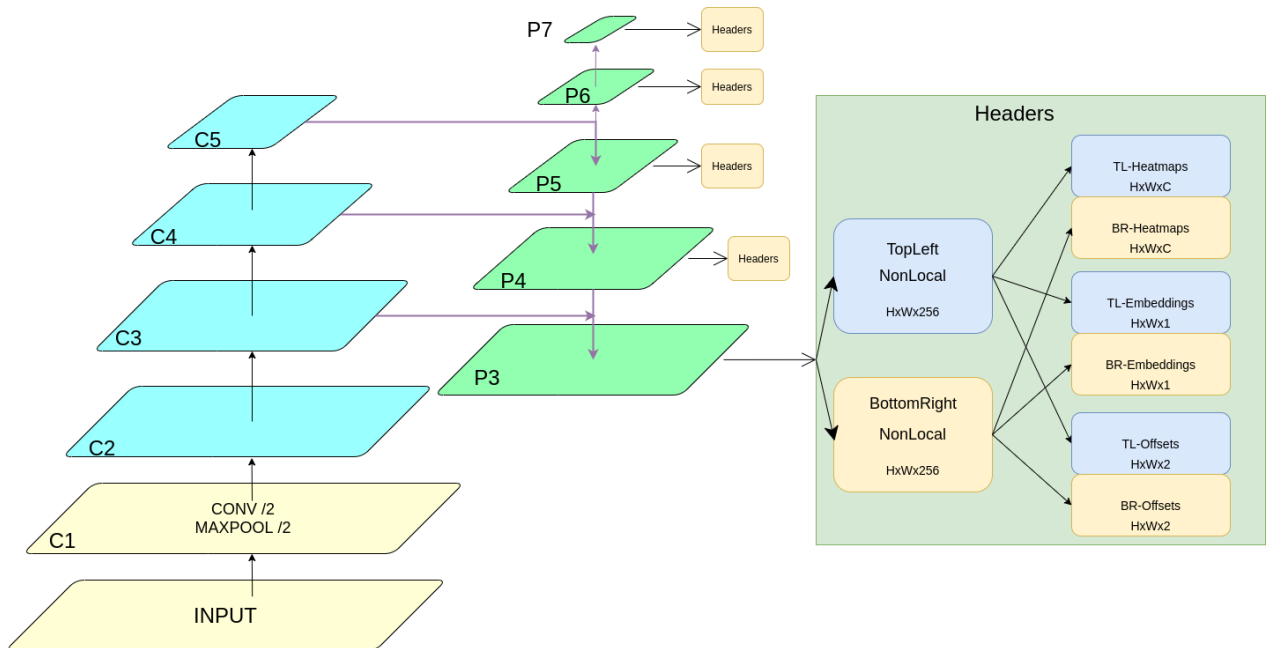 P7
Headers
P6
Headers
C5
P5
Headers
C4
P4
Headers
C3
P3
C2
CONV /2
MAXPOOL /2
C1
INPUT
Headers
TopLeft
NonLocal
HxWx256
BottomRight
NonLocal
HxWx256
TL-Heatmaps
HxWxC
BR-Heatmaps
HxWxC
TL-Embeddings
HxWx1
BR-Embeddings
HxWx1
TL-Offsets
HxWx2
BR-Offsets
HxWx2